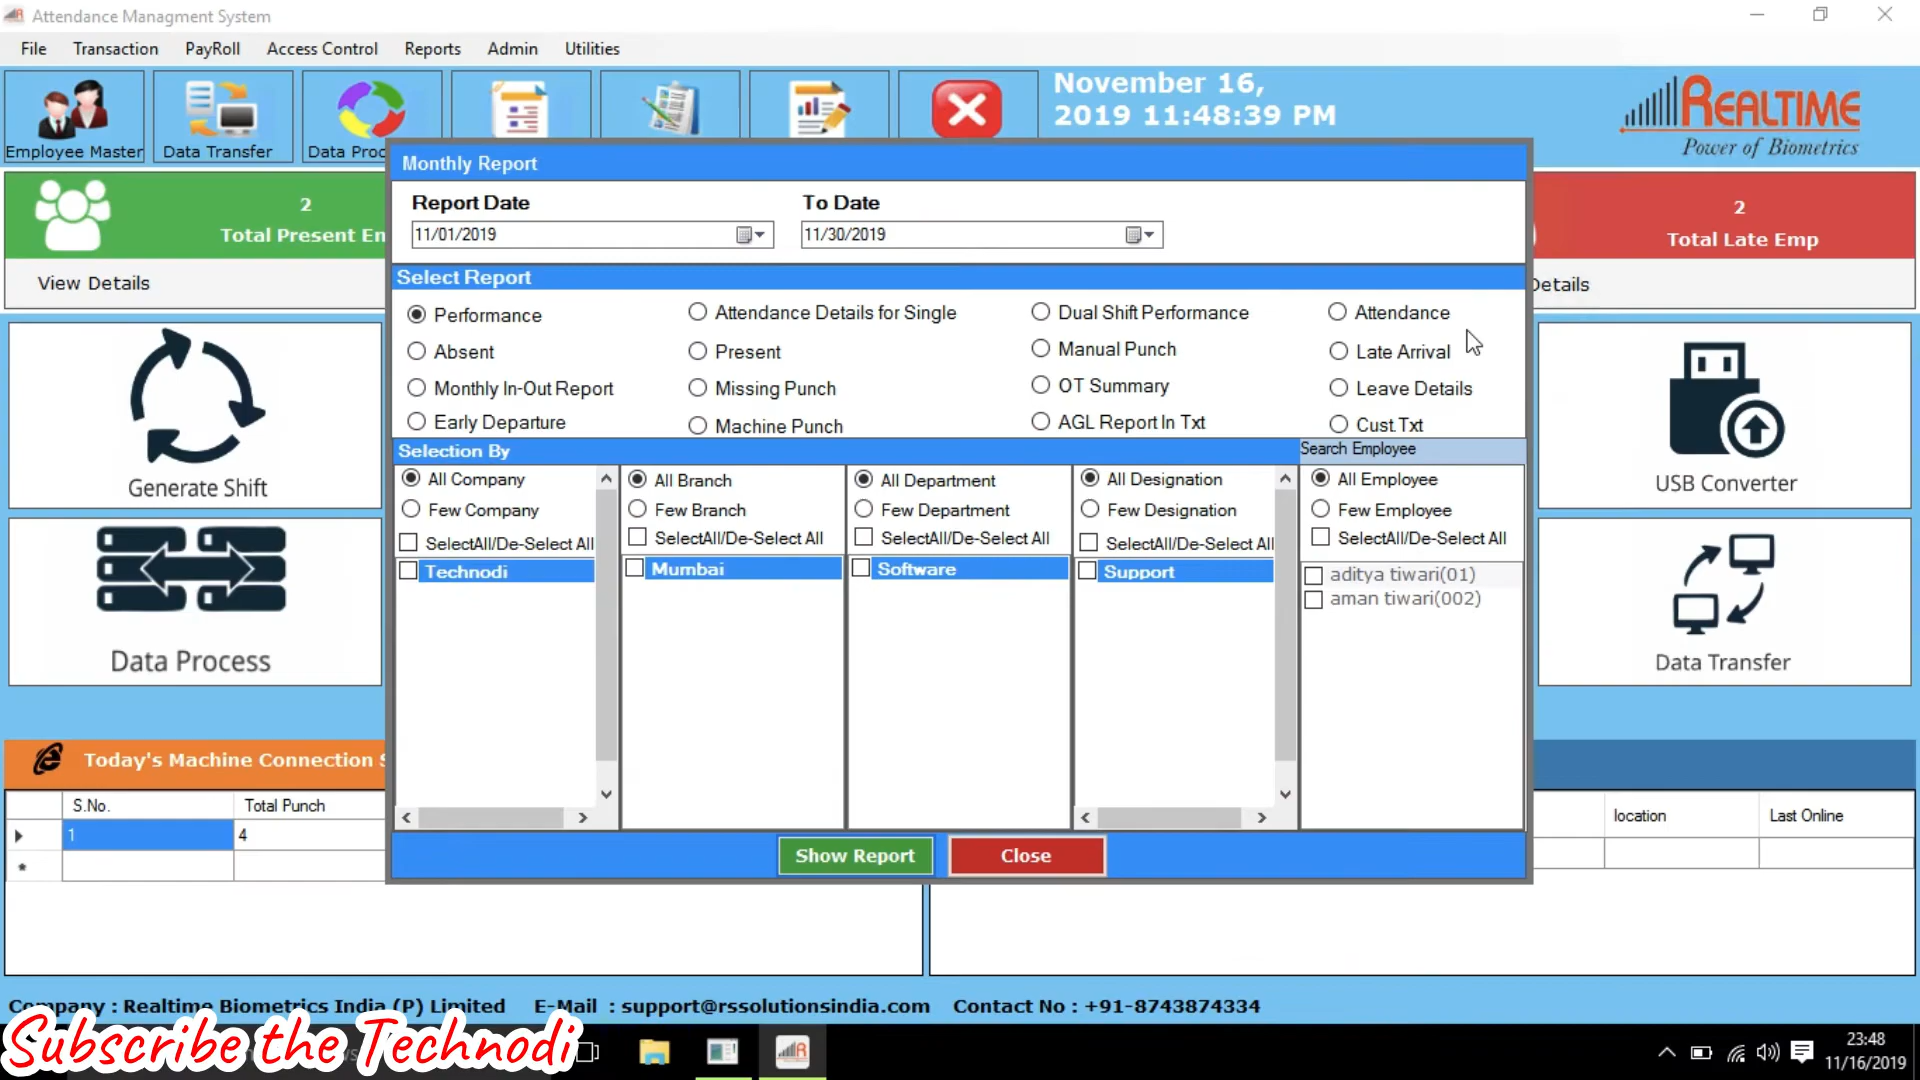 Attendance Managment System
File Transaction PayRoll Access Control Reports Admin Utilities
November 16,
2019 11:48:39 PM
REALTIME
Power of Biometrics
Employee Master Data Transfer Data Proc
Monthly Report
Report Date To Date
11/01/2019 11/30/2019
2
Total Present Em
View Details
2
Total Late Emp
Details
Select Report
Performance Attendance Details for Single Dual Shift Performance Attendance
Absent Present Manual Punch Late Arrival
Monthly In-Out Report Missing Punch OT Summary Leave Details
Early Departure Machine Punch AGL Report In Txt Cust Txt
Selection By Search Employee
All Company All Branch All Department All Designation All Employee
Few Company Few Branch Few Department Few Designation Few Employee
SelectAll/De-Select All SelectAll/De-Select All SelectAll/De-Select All SelectAll/De-Select All SelectAll/De-Select All
Technodi Mumbai Software Support aditya tiwari(01)
aman tiwari(002)
Generate Shift
USB Converter
Data Process
Data Transfer
Show Report Close
Today's Machine Connection S
S.No. Total Punch
1 4
location Last Online
Company : Realtime Biometrics India (P) Limited E-Mail : support@rssolutionsindia.com Contact No : +91-8743874334
Subscribe the Technodi
23:48
11/16/2019